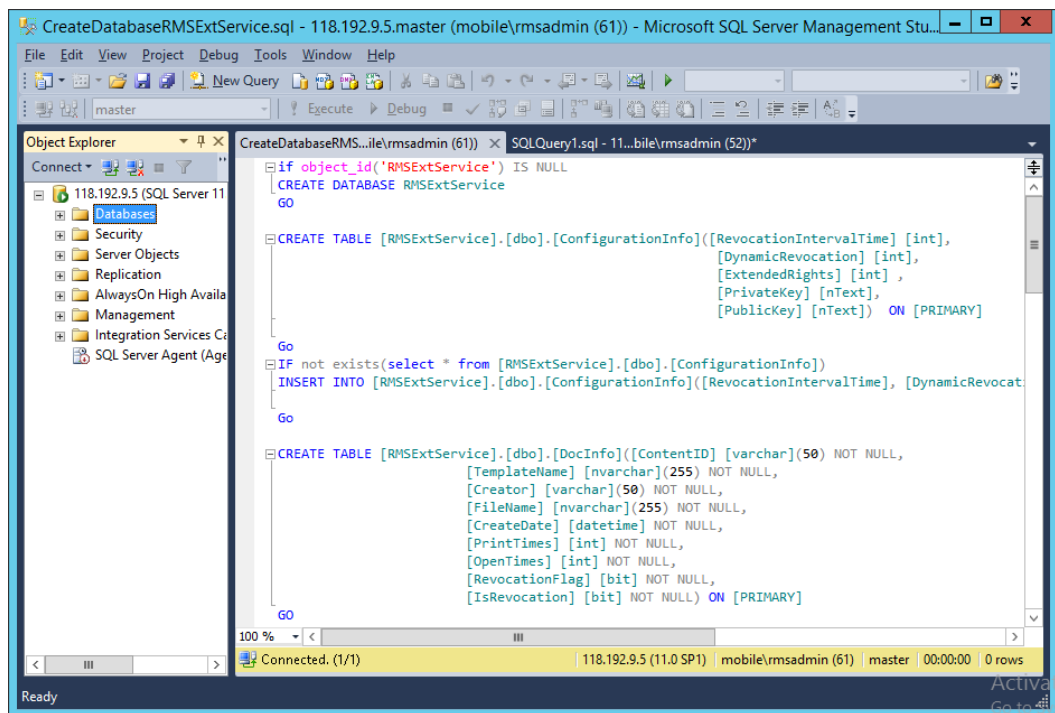 CreateDatabaseRMSExtService.sql - 118.192.9.5.master (mobile\rmsadmin (61)) - Microsoft SQL Server Management Stu...
File Edit View Project Debug Tools Window Help
New Query
master Execute Debug
Object Explorer
Connect
118.192.9.5 (SQL Server 11
Databases
Security
Server Objects
Replication
AlwaysOn High Availa
Management
Integration Services Ca
SQL Server Agent (Age
CreateDatabaseRMS...ile\rmsadmin (61)) SQLQuery1.sql - 11...bile\rmsadmin (52))*
if object_id('RMSExtService') IS NULL
CREATE DATABASE RMSExtService
GO
CREATE TABLE [RMSExtService].[dbo].[ConfigurationInfo]([RevocationIntervalTime] [int],
[DynamicRevocation] [int],
[ExtendedRights] [int] ,
[PrivateKey] [nText],
[PublicKey] [nText]) ON [PRIMARY]
Go
IF not exists(select * from [RMSExtService].[dbo].[ConfigurationInfo])
INSERT INTO [RMSExtService].[dbo].[ConfigurationInfo]([RevocationIntervalTime], [DynamicRevocat:
Go
CREATE TABLE [RMSExtService].[dbo].[DocInfo]([ContentID] [varchar](50) NOT NULL,
[TemplateName] [nvarchar](255) NOT NULL,
[Creator] [varchar](50) NOT NULL,
[FileName] [nvarchar](255) NOT NULL,
[CreateDate] [datetime] NOT NULL,
[PrintTimes] [int] NOT NULL,
[OpenTimes] [int] NOT NULL,
[RevocationFlag] [bit] NOT NULL,
[IsRevocation] [bit] NOT NULL) ON [PRIMARY]
GO
100 %
Connected. (1/1) 118.192.9.5 (11.0 SP1) mobile\rmsadmin (61) master 00:00:00 0 rows
Activa
Ready
Go to S